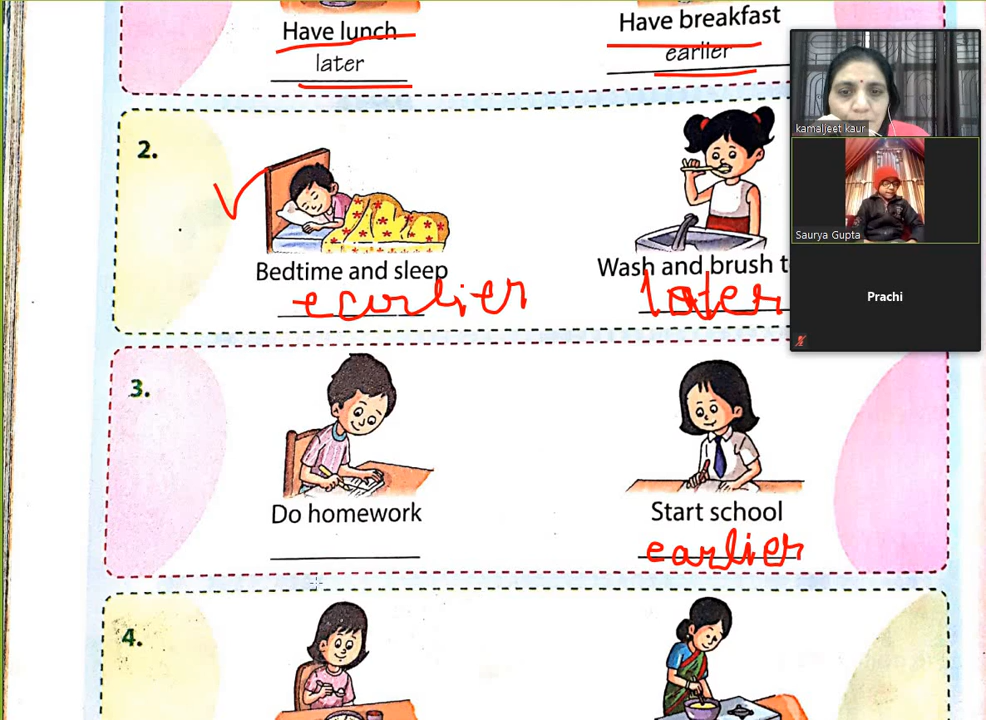 Have lunch
later
Have breakfast
earlier
2.
Bedtime and sleep
earlier
Wash and brush t
later
3.
Do homework
Start school
earlier
4.
kamaljeet kaur
Saurya Gupta
Prachi